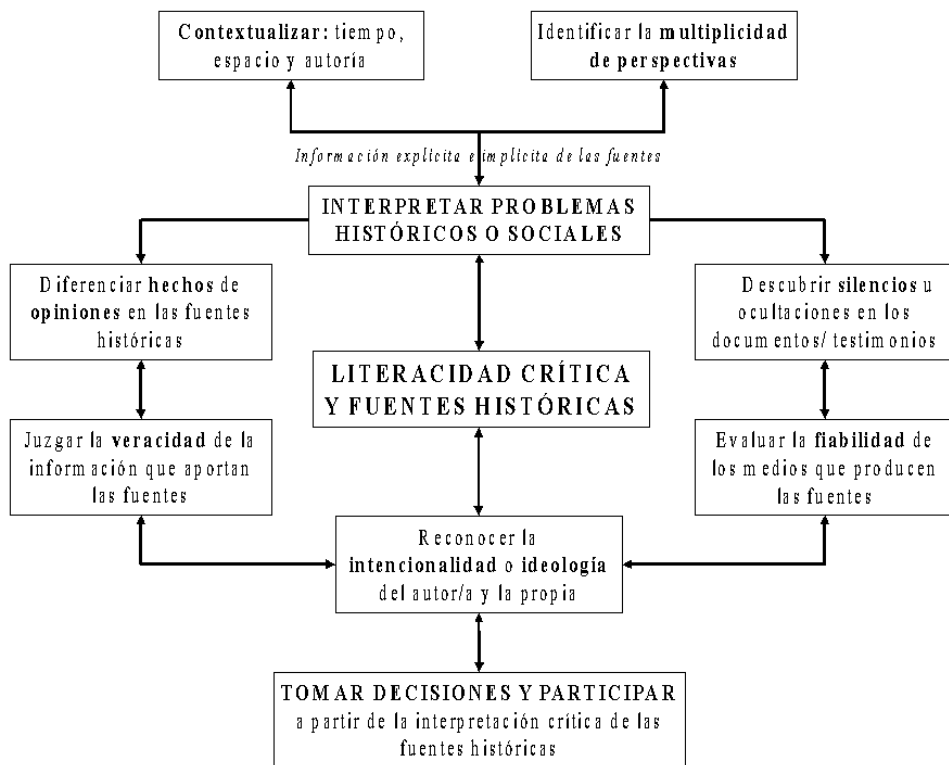 Contextualizar: tiempo,
espacio y autoría
Identificar la multiplicidad
de perspectivas
Información explícita e implícita de las fuentes
INTERPRETAR PROBLEMAS
HISTÓRICOS O SOCIALES
Diferenciar hechos de
opiniones en las fuentes
históricas
Descubrir silencios u
ocultaciones en los
documentos/ testimonios
LITERACIDAD CRÍTICA
Y FUENTES HISTÓRICAS
Juzgar la veracidad de la
información que aportan
las fuentes
Evaluar la fiabilidad de
los medios que producen
las fuentes
Reconocer la
intencionalidad o ideología
del autor/a y la propia
TOMAR DECISIONES Y PARTICIPAR
a partir de la interpretación crítica de las
fuentes históricas